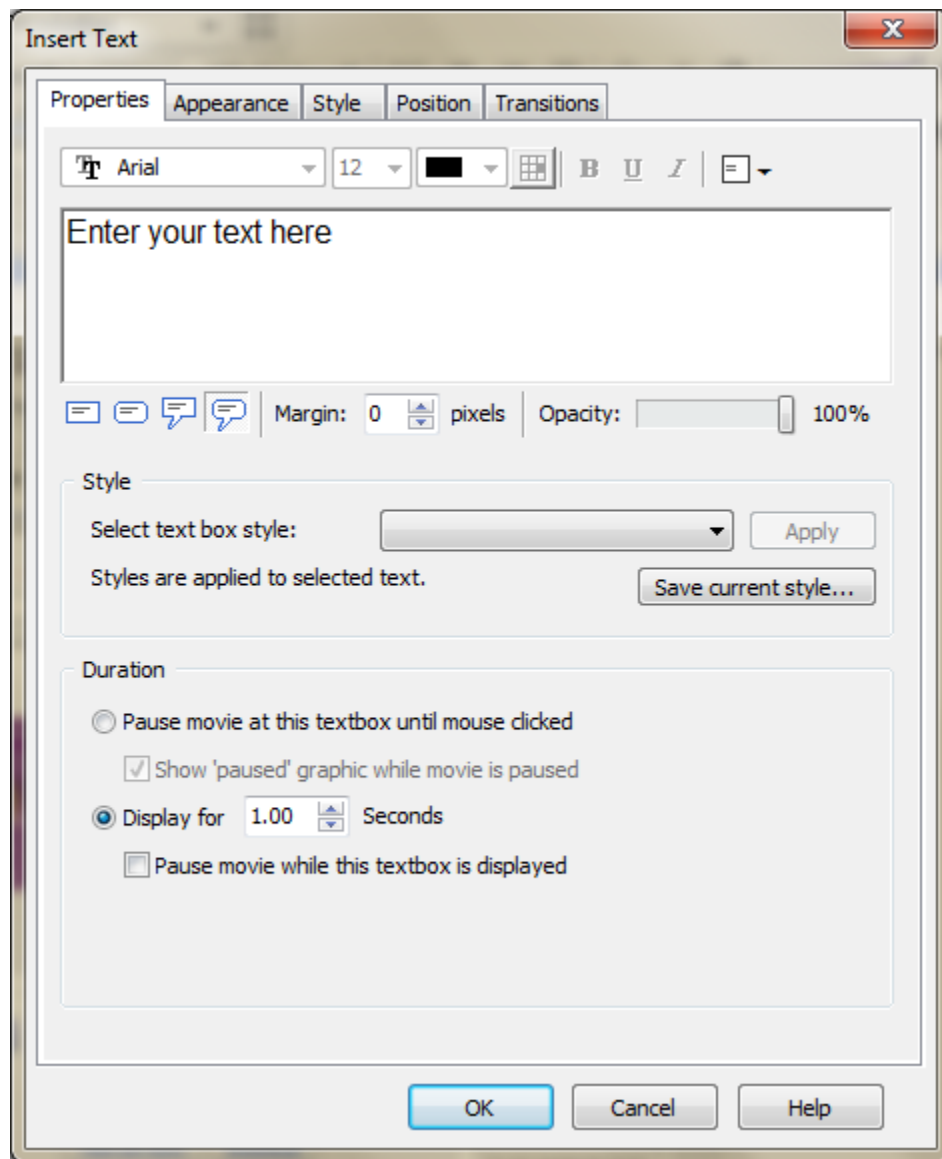 Insert Text
Properties Appearance Style Position Transitions
Arial 12 B U I
Enter your text here
Margin: 0 pixels Opacity: 100%
Style
Select text box style: Apply
Styles are applied to selected text. Save current style...
Duration
Pause movie at this textbox until mouse clicked
Show 'paused' graphic while movie is paused
Display for 1.00 Seconds
Pause movie while this textbox is displayed
OK Cancel Help